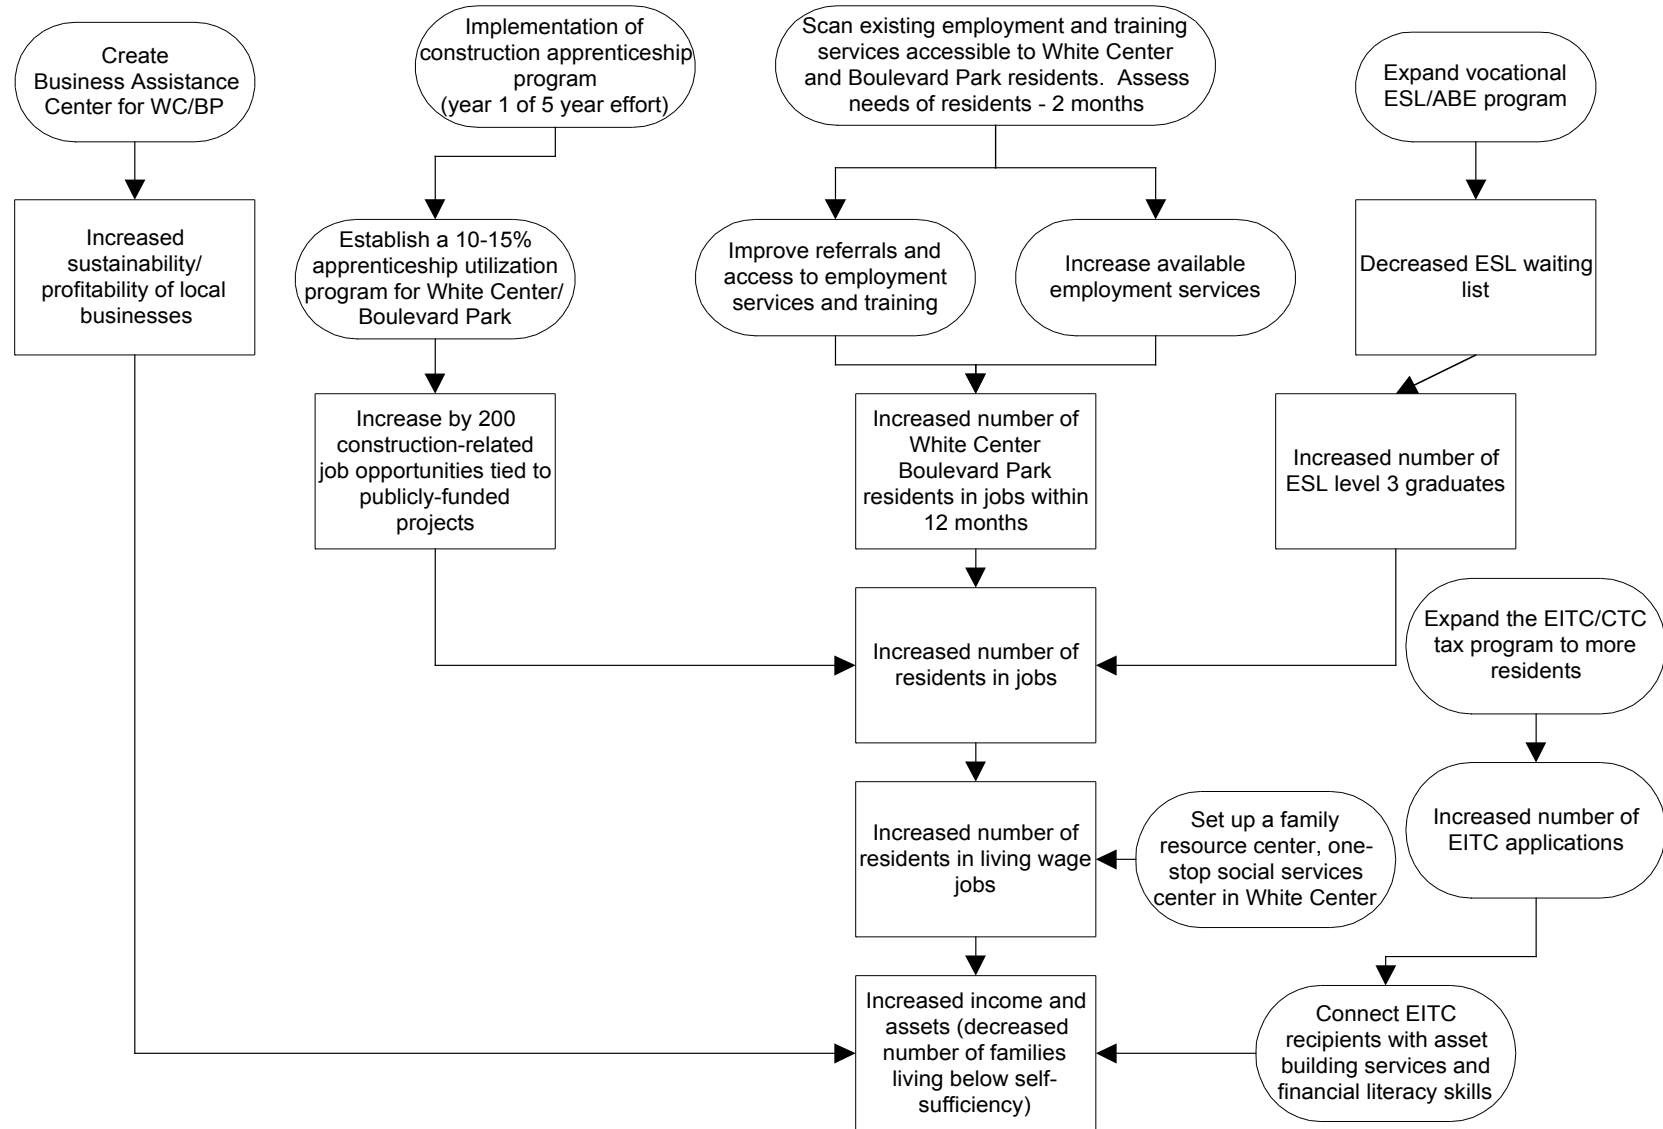 Create
Business Assistance
Center for WC/BP
Implementation of
construction apprenticeship
program
(year 1 of 5 year effort)
Scan existing employment and training
services accessible to White Center
and Boulevard Park residents.  Assess
needs of residents - 2 months
Expand vocational
ESL/ABE program
Increased
sustainability/
profitability of local
businesses
Establish a 10-15%
apprenticeship utilization
program for White Center/
Boulevard Park
Improve referrals and
access to employment
services and training
Increase available
employment services
Decreased ESL waiting
list
Increase by 200
construction-related
job opportunities tied to
publicly-funded
projects
Increased number of
White Center
Boulevard Park
residents in jobs within
12 months
Increased number of
ESL level 3 graduates
Increased number of
residents in jobs
Expand the EITC/CTC
tax program to more
residents
Increased number of
residents in living wage
jobs
Set up a family
resource center, one-
stop social services
center in White Center
Increased number of
EITC applications
Increased income and
assets (decreased
number of families
living below self-
sufficiency)
Connect EITC
recipients with asset
building services and
financial literacy skills